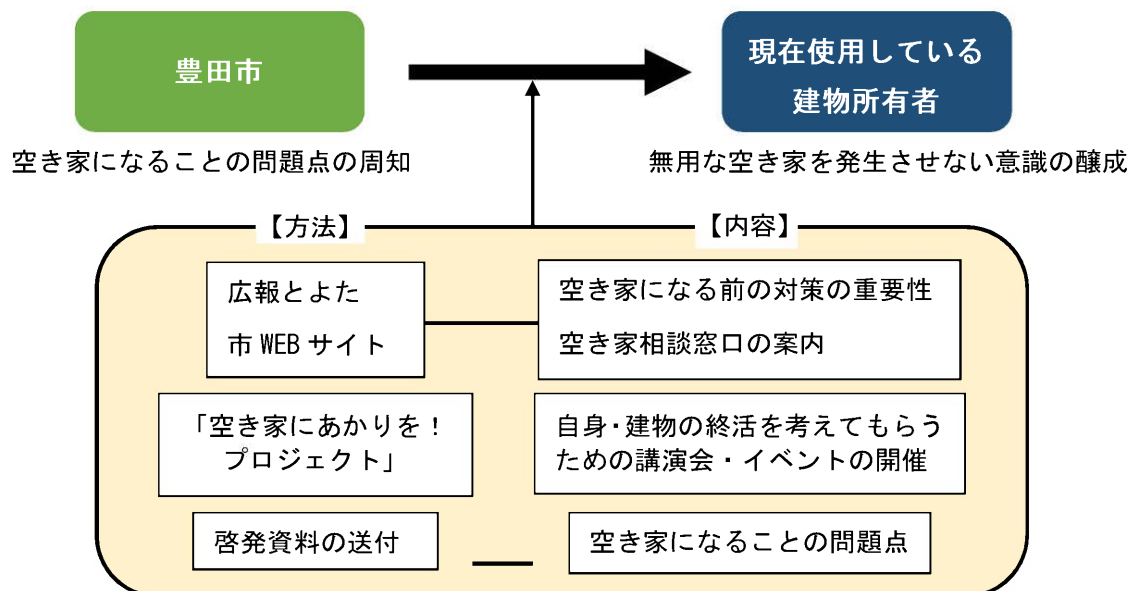 豊田市
現在使用している
建物所有者
空き家になることの問題点の周知
無用な空き家を発生させない意識の醸成
【方法】
【内容】
広報とよた
市 WEB サイト
空き家になる前の対策の重要性
空き家相談窓口の案内
「空き家にあかりを！
プロジェクト」
自身・建物の終活を考えてもらう
ための講演会・イベントの開催
啓発資料の送付
空き家になることの問題点